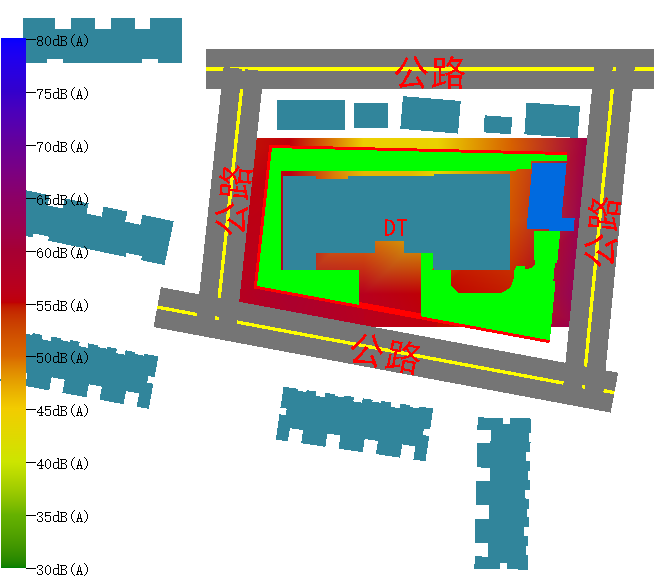 80dB(A)
75dB(A)
70dB(A)
65dB(A)
60dB(A)
55dB(A)
50dB(A)
45dB(A)
40dB(A)
35dB(A)
30dB(A)
公路
公路
DT
公路
公路